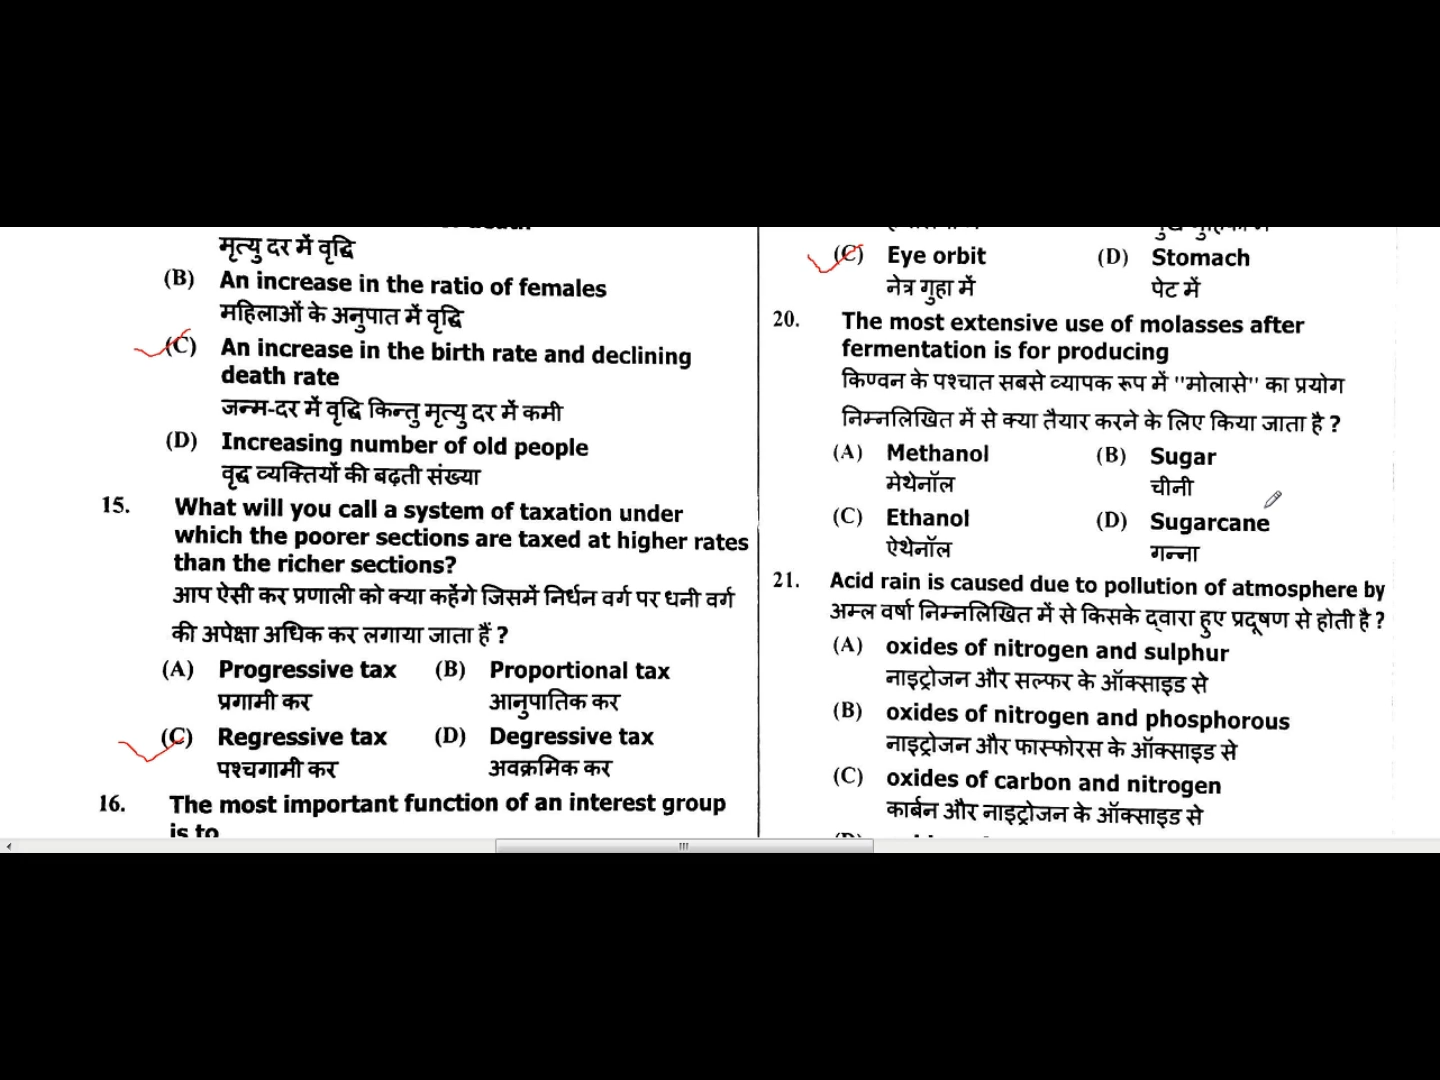 मृत्यु दर में वृद्धि
(B) An increase in the ratio of females
महिलाओं के अनुपात में वृद्धि
(C) An increase in the birth rate and declining
death rate
जन्म-दर में वृद्धि किन्तु मृत्यु दर में कमी
(D) Increasing number of old people
वृद्ध व्यक्तियों की बढ़ती संख्या
15. What will you call a system of taxation under
which the poorer sections are taxed at higher rates
than the richer sections?
आप ऐसी कर प्रणाली को क्या कहेंगे जिसमें निर्धन वर्ग पर धनी वर्ग
की अपेक्षा अधिक कर लगाया जाता हैं ?
(A) Progressive tax (B) Proportional tax
प्रगामी कर आनुपातिक कर
(C) Regressive tax (D) Degressive tax
पश्चगामी कर अवक्रमिक कर
16. The most important function of an interest group
is to
(C) Eye orbit (D) Stomach
नेत्र गुहा में पेट में
20. The most extensive use of molasses after
fermentation is for producing
किण्वन के पश्चात सबसे व्यापक रूप में "मोलासे" का प्रयोग
निम्नलिखित में से क्या तैयार करने के लिए किया जाता है ?
(A) Methanol (B) Sugar
मेथेनॉल चीनी
(C) Ethanol (D) Sugarcane
ऐथेनॉल गन्ना
21. Acid rain is caused due to pollution of atmosphere by
अम्ल वर्षा निम्नलिखित में से किसके द्वारा हुए प्रदूषण से होती है ?
(A) oxides of nitrogen and sulphur
नाइट्रोजन और सल्फर के ऑक्साइड से
(B) oxides of nitrogen and phosphorous
नाइट्रोजन और फास्फोरस के ऑक्साइड से
(C) oxides of carbon and nitrogen
कार्बन और नाइट्रोजन के ऑक्साइड से